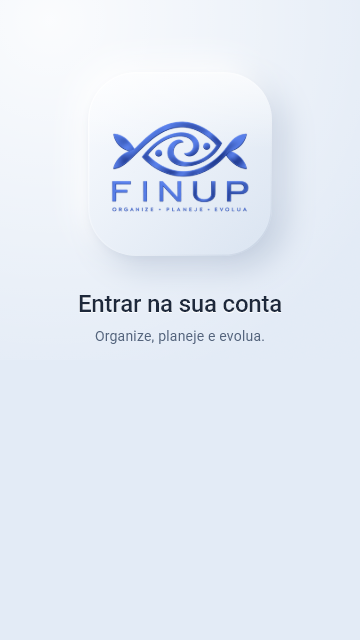 FINUP
ORGANIZE • PLANEJE • EVOLUA
Entrar na sua conta
Organize, planeje e evolua.